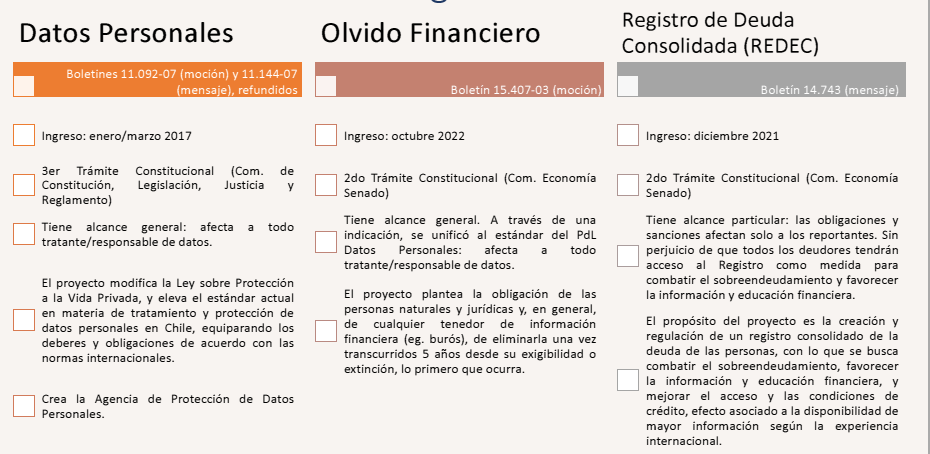 Datos Personales
Boletines 11.092-07 (moción) y 11.144-07
(mensaje), refundidos
Ingreso: enero/marzo 2017
3er Trámite Constitucional (Com. de
Constitución, Legislación, Justicia y
Reglamento)
Tiene alcance general: afecta a todo
tratante/responsable de datos.
El proyecto modifica la Ley sobre Protección
a la Vida Privada, y eleva el estándar actual
en materia de tratamiento y protección de
datos personales en Chile, equiparando los
deberes y obligaciones de acuerdo con las
normas internacionales.
Crea la Agencia de Protección de Datos
Personales.
Olvido Financiero
Boletín 15.407-03 (moción)
Ingreso: octubre 2022
2do Trámite Constitucional (Com. Economía
Senado)
Tiene alcance general. A través de una
indicación, se unificó al estándar del PdL
Datos Personales: afecta a todo
tratante/responsable de datos.
El proyecto plantea la obligación de las
personas naturales y jurídicas y, en general,
de cualquier tenedor de información
financiera (eg. burós), de eliminarla una vez
transcurridos 5 años desde su exigibilidad o
extinción, lo primero que ocurra.
Registro de Deuda
Consolidada (REDEC)
Boletín 14.743 (mensaje)
Ingreso: diciembre 2021
2do Trámite Constitucional (Com. Economía
Senado)
Tiene alcance particular: las obligaciones y
sanciones afectan solo a los reportantes. Sin
perjuicio de que todos los deudores tendrán
acceso al Registro como medida para
combatir el sobreendeudamiento y favorecer
la información y educación financiera.
El propósito del proyecto es la creación y
regulación de un registro consolidado de la
deuda de las personas, con lo que se busca
combatir el sobreendeudamiento, favorecer
la información y educación financiera, y
mejorar el acceso y las condiciones de
crédito, efecto asociado a la disponibilidad de
mayor información según la experiencia
internacional.